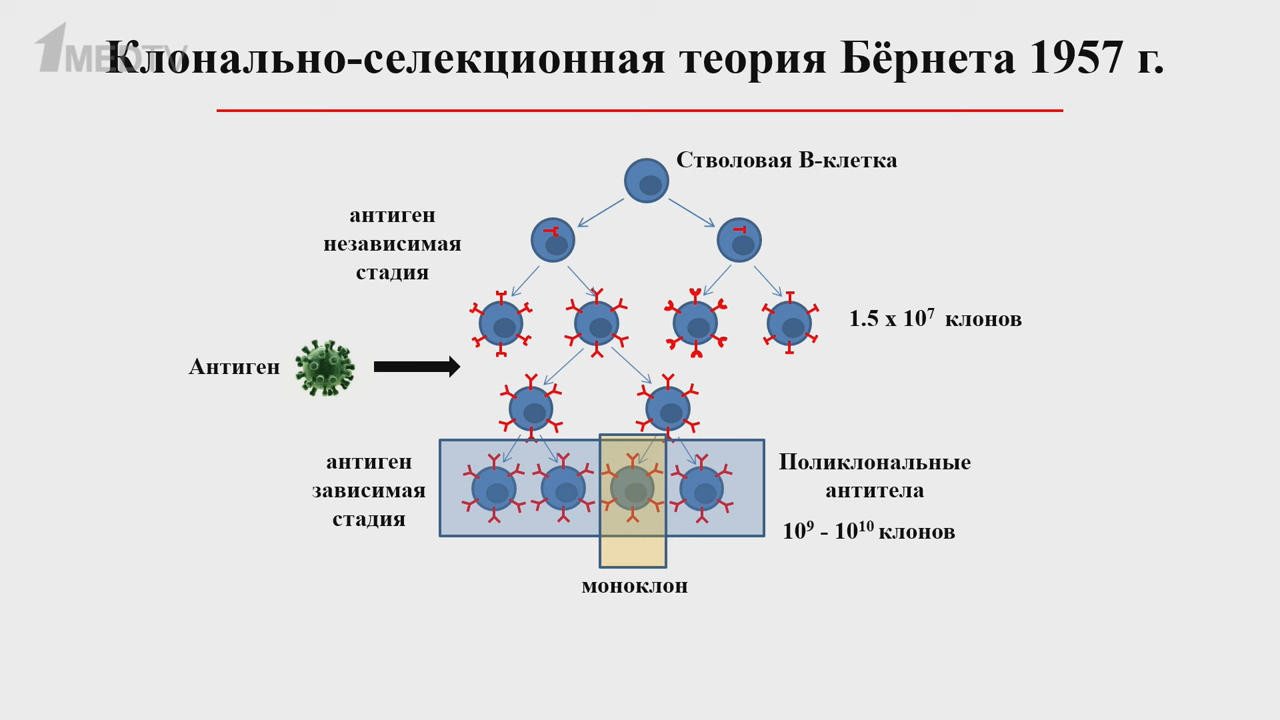 1MEDTV
Клонально-селекционная теория Бёрнета 1957 г.
Стволовая В-клетка
антиген
независимая
стадия
1.5 х 10⁷ клонов
Антиген
антиген
зависимая
стадия
Поликлональные
антитела
10⁹ - 10¹⁰ клонов
моноклон